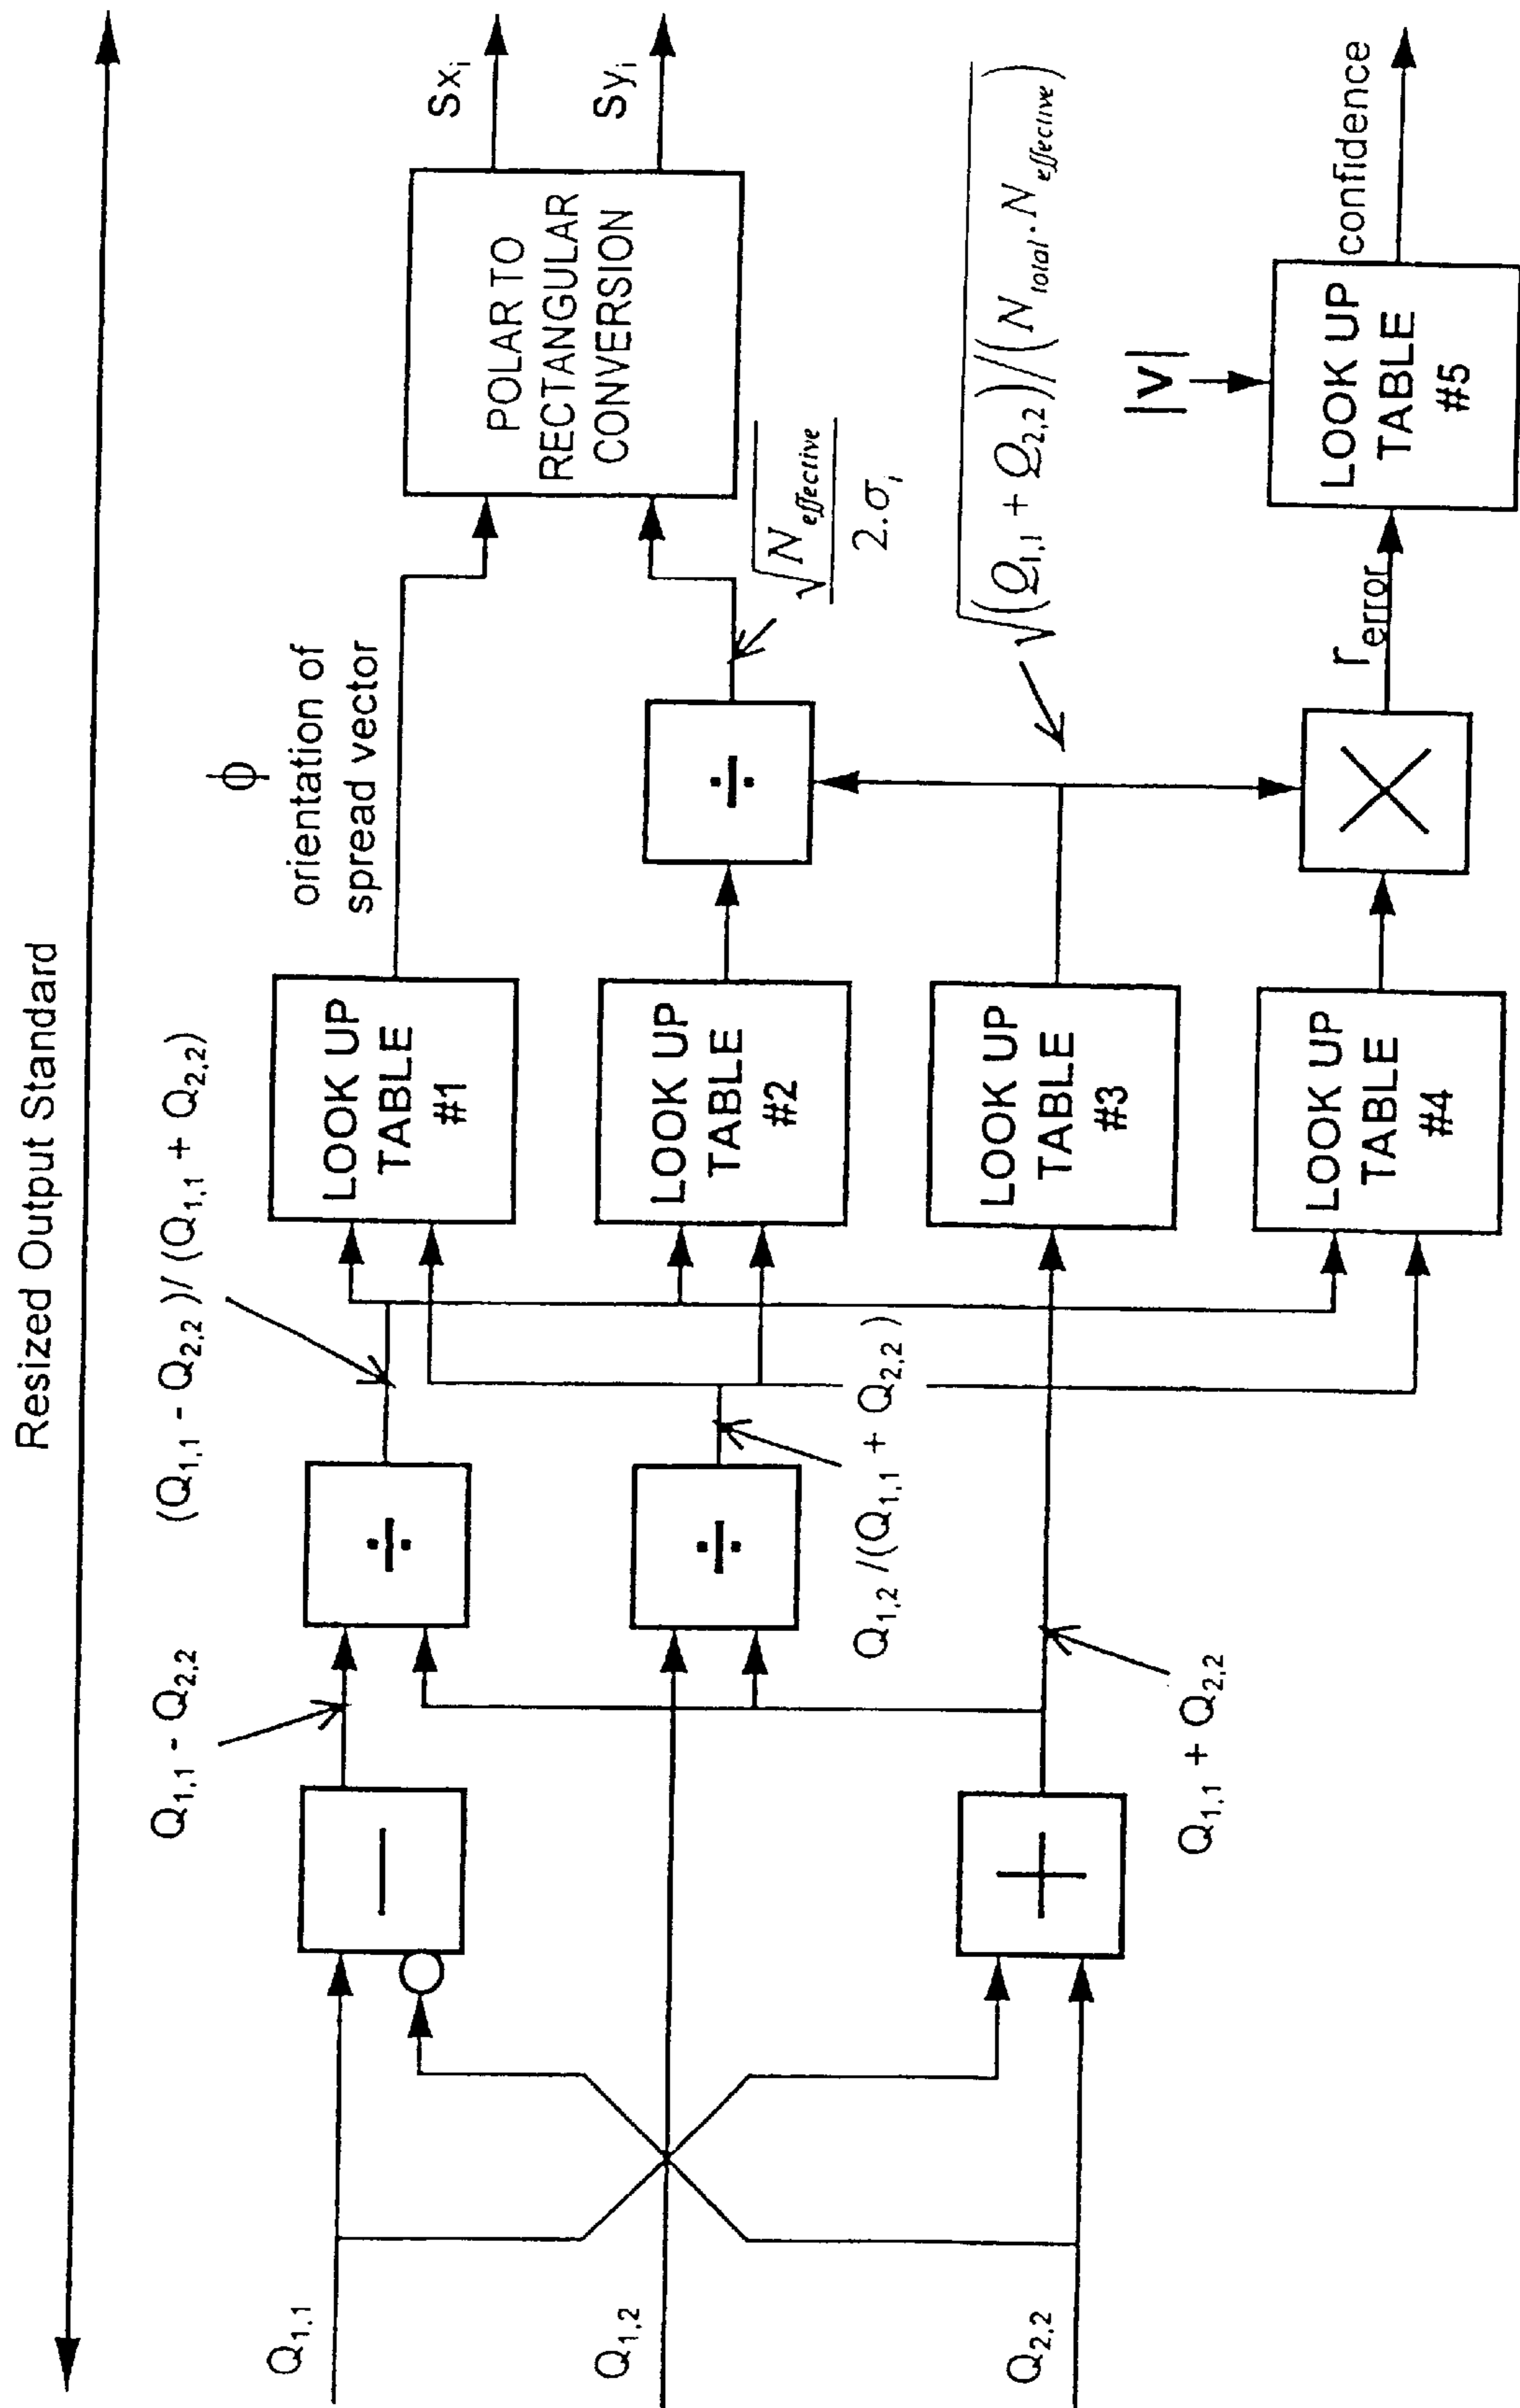 Resized Output Standard
Q1,1
Q1,2
Q2,2
−
+
Q1,1 - Q2,2
Q1,1 + Q2,2
÷
÷
(Q1,1 - Q2,2)/(Q1,1 + Q2,2)
Q1,2/(Q1,1 + Q2,2)
LOOK UP
TABLE
#1
LOOK UP
TABLE
#2
LOOK UP
TABLE
#3
LOOK UP
TABLE
#4
ϕ
orientation of
spread vector
÷
×
√Neffective
2.σi
√(Q1,1 + Q2,2)/(Ntotal.Neffective)
rerror
POLAR TO
RECTANGULAR
CONVERSION
|v|
LOOK UP
TABLE
#5
Sxi
Syi
confidence